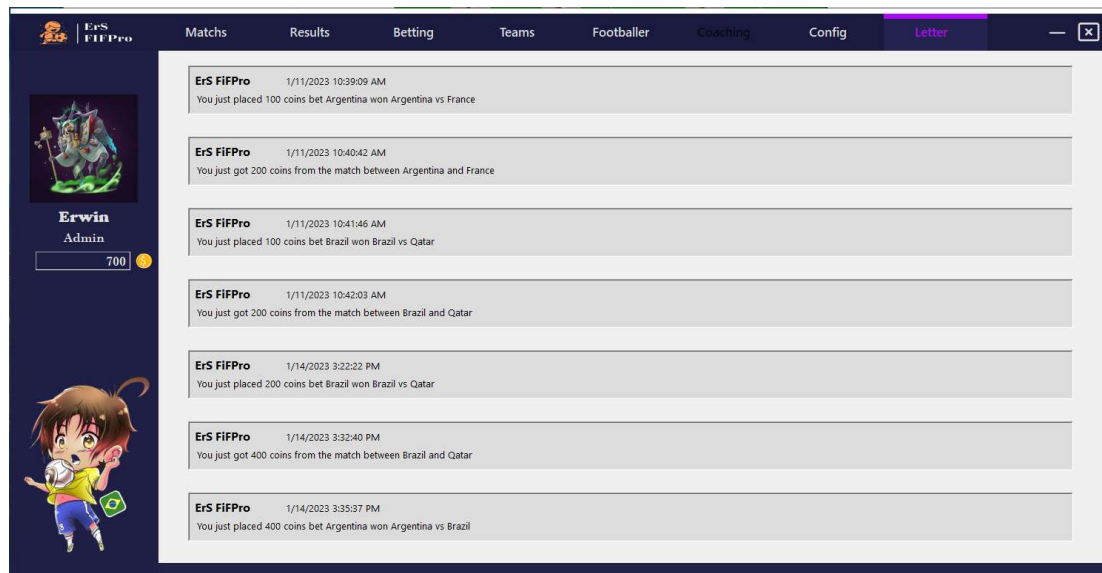 ErS
FIFPro
Matchs Results Betting Teams Footballer Coaching Config Letter
Erwin
Admin
700
ErS FiFPro 1/11/2023 10:39:09 AM
You just placed 100 coins bet Argentina won Argentina vs France
ErS FiFPro 1/11/2023 10:40:42 AM
You just got 200 coins from the match between Argentina and France
ErS FiFPro 1/11/2023 10:41:46 AM
You just placed 100 coins bet Brazil won Brazil vs Qatar
ErS FiFPro 1/11/2023 10:42:03 AM
You just got 200 coins from the match between Brazil and Qatar
ErS FiFPro 1/14/2023 3:22:22 PM
You just placed 200 coins bet Brazil won Brazil vs Qatar
ErS FiFPro 1/14/2023 3:32:40 PM
You just got 400 coins from the match between Brazil and Qatar
ErS FiFPro 1/14/2023 3:35:37 PM
You just placed 400 coins bet Argentina won Argentina vs Brazil